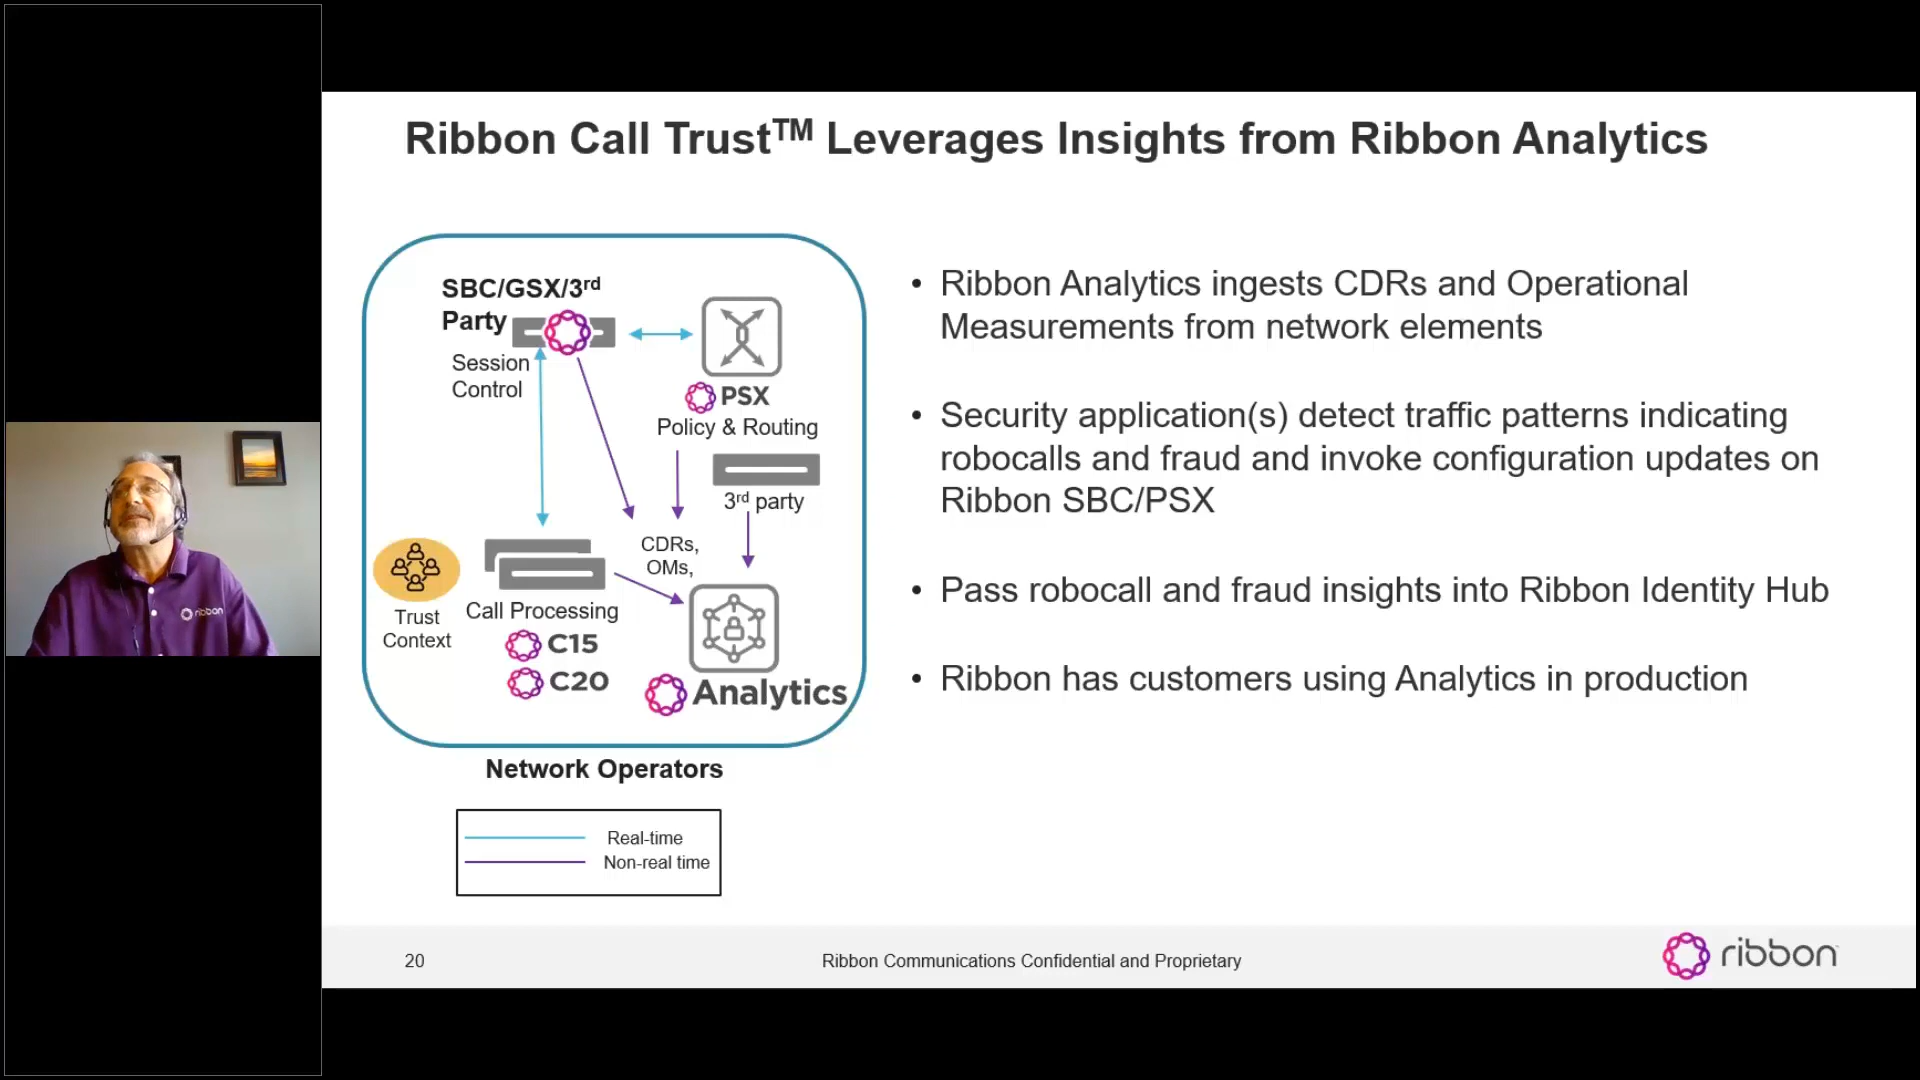 Ribbon Call Trust™ Leverages Insights from Ribbon Analytics
SBC/GSX/3rd
Party
Session
Control
PSX
Policy & Routing
3rd party
CDRs,
OMs,
Trust
Context
Call Processing
C15
C20
Analytics
Network Operators
Real-time
Non-real time
• Ribbon Analytics ingests CDRs and Operational
Measurements from network elements
• Security application(s) detect traffic patterns indicating
robocalls and fraud and invoke configuration updates on
Ribbon SBC/PSX
• Pass robocall and fraud insights into Ribbon Identity Hub
• Ribbon has customers using Analytics in production
ribbon
20
Ribbon Communications Confidential and Proprietary
ribbon